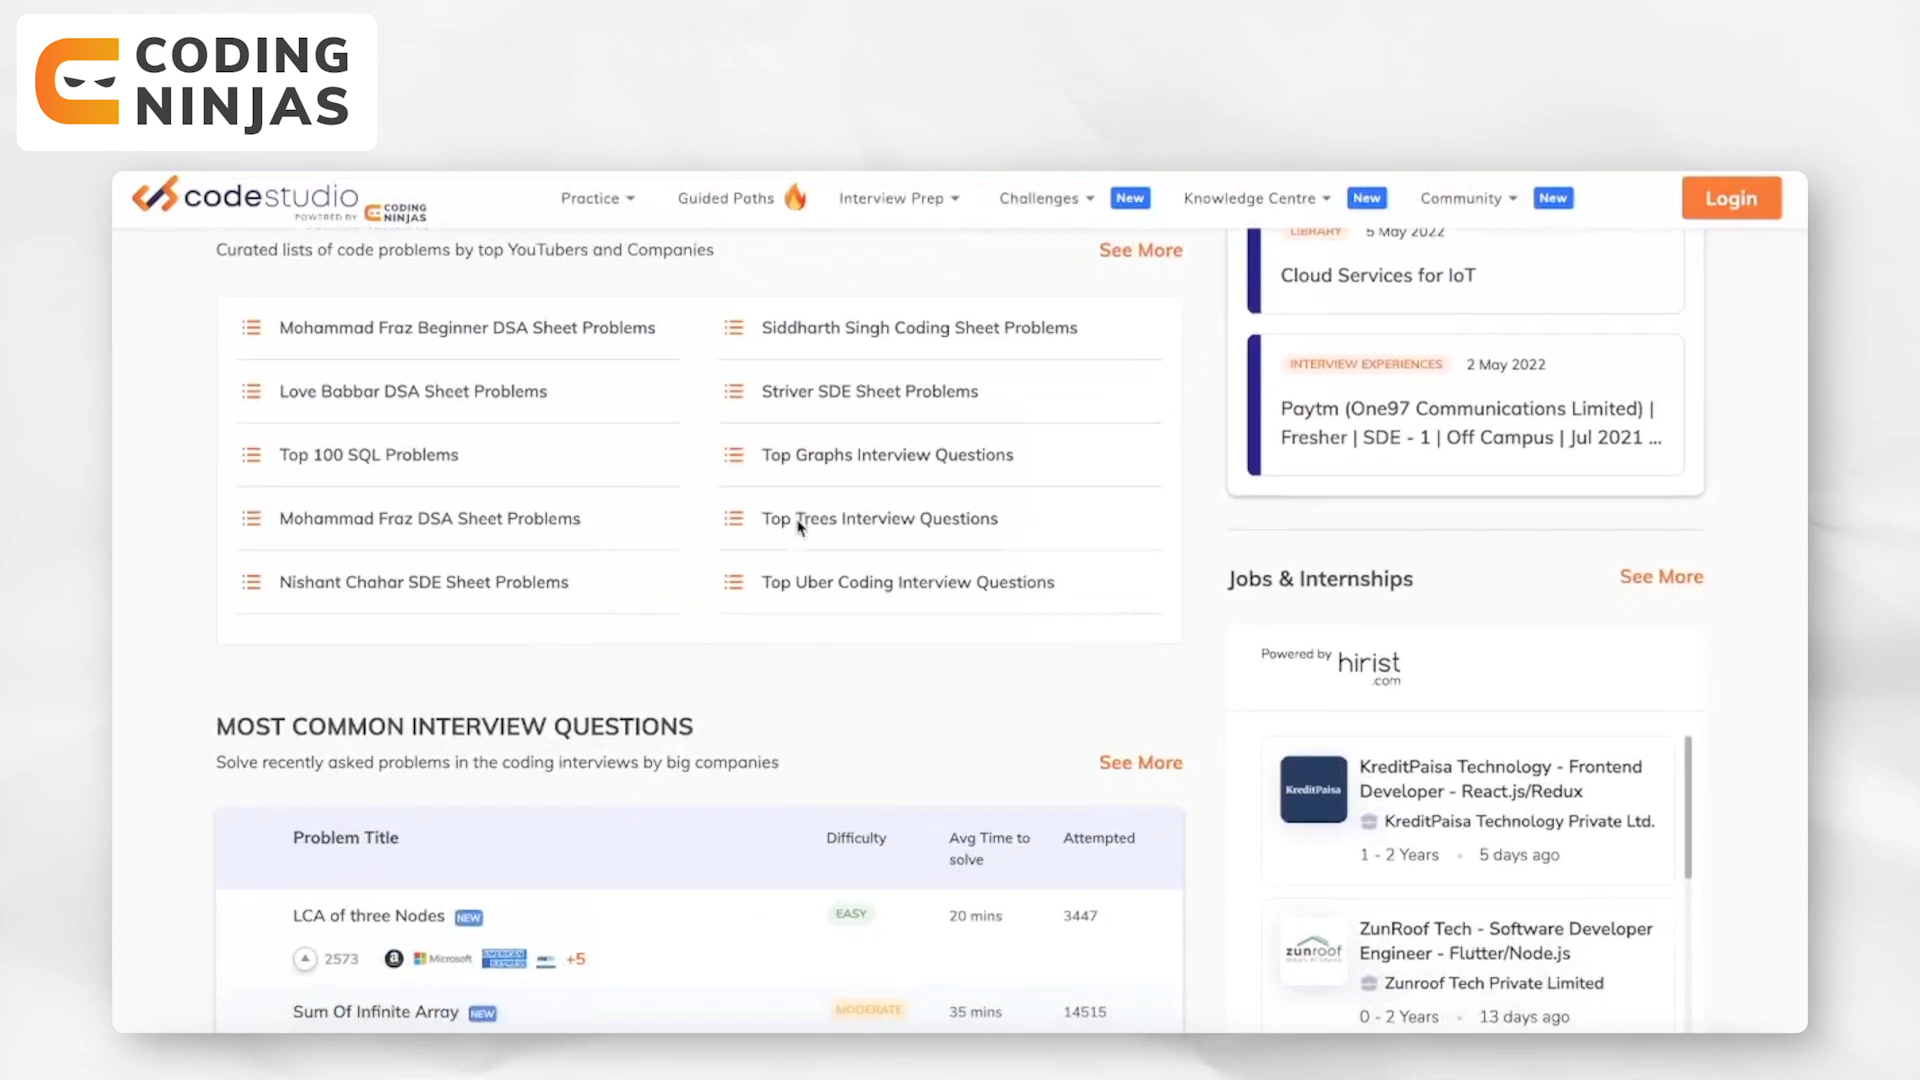 CODING
NINJAS
codestudio
POWERED BY CODING NINJAS
Practice
Guided Paths
Interview Prep
Challenges New
Knowledge Centre New
Community New
Login
Curated lists of code problems by top YouTubers and Companies
See More
Mohammad Fraz Beginner DSA Sheet Problems
Siddharth Singh Coding Sheet Problems
Love Babbar DSA Sheet Problems
Striver SDE Sheet Problems
Top 100 SQL Problems
Top Graphs Interview Questions
Mohammad Fraz DSA Sheet Problems
Top Trees Interview Questions
Nishant Chahar SDE Sheet Problems
Top Uber Coding Interview Questions
MOST COMMON INTERVIEW QUESTIONS
Solve recently asked problems in the coding interviews by big companies
See More
Problem Title
Difficulty
Avg Time to
solve
Attempted
LCA of three Nodes NEW
EASY
20 mins
3447
2573 a Microsoft AMERICAN EXPRESS +5
Sum Of Infinite Array NEW
MODERATE
35 mins
14515
LIBRARY 5 May 2022
Cloud Services for IoT
INTERVIEW EXPERIENCES 2 May 2022
Paytm (One97 Communications Limited) |
Fresher | SDE - 1 | Off Campus | Jul 2021 ...
Jobs & Internships
See More
Powered by hirist
.com
KreditPaisa
KreditPaisa Technology - Frontend
Developer - React.js/Redux
KreditPaisa Technology Private Ltd.
1 - 2 Years • 5 days ago
zunroof
ZunRoof Tech - Software Developer
Engineer - Flutter/Node.js
Zunroof Tech Private Limited
0 - 2 Years • 13 days ago